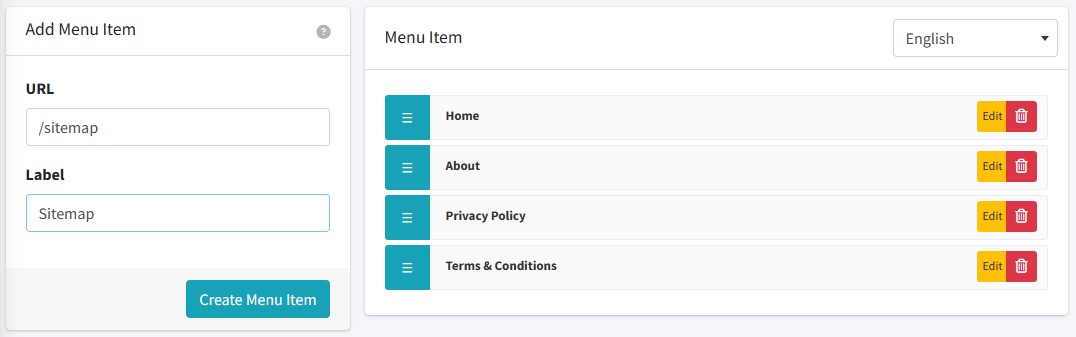 Add Menu Item
?
URL
/sitemap
Label
Sitemap
Create Menu Item
Menu Item
English
Home
Edit
About
Edit
Privacy Policy
Edit
Terms & Conditions
Edit